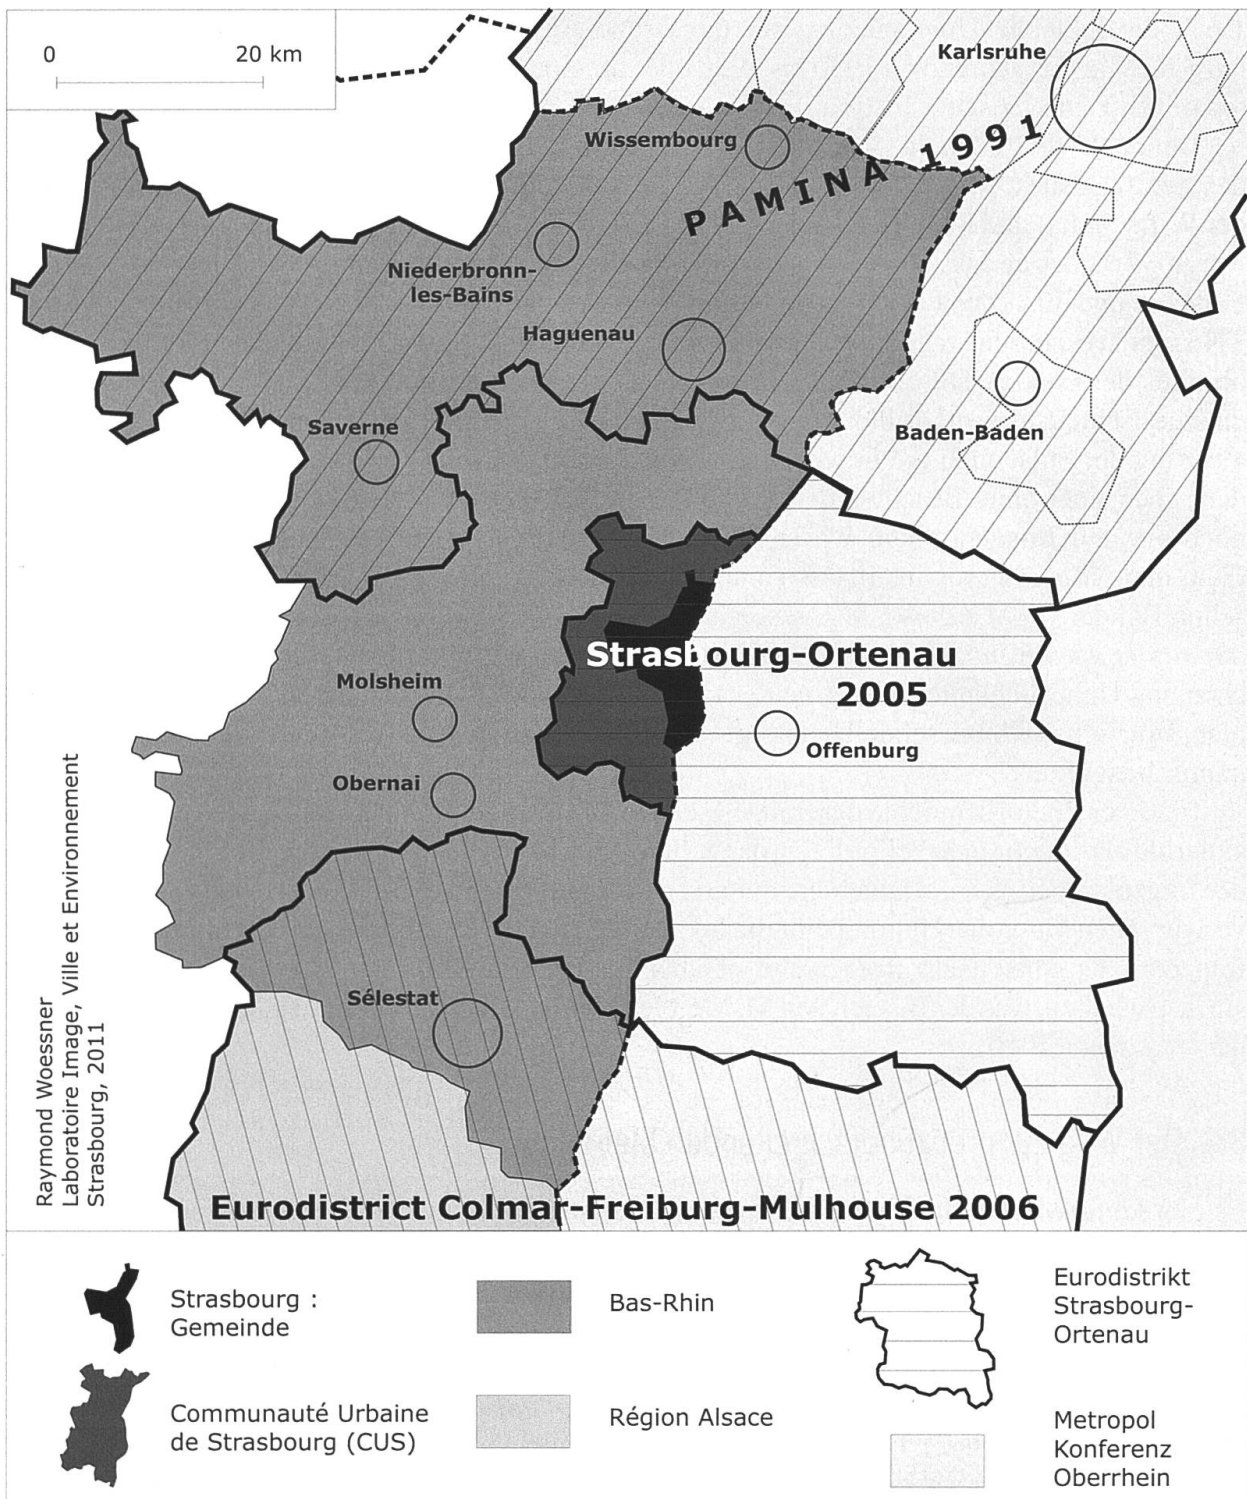 0 20 km
Karlsruhe
Wissembourg
PAMINA 1991
Niederbronn-
les-Bains
Haguenau
Saverne
Baden-Baden
Strasbourg-Ortenau
2005
Molsheim
Offenburg
Obernai
Sélestat
Raymond Woessner
Laboratoire Image, Ville et Environnement
Strasbourg, 2011
Eurodistrict Colmar-Freiburg-Mulhouse 2006
Strasbourg :
Gemeinde
Communauté Urbaine
de Strasbourg (CUS)
Bas-Rhin
Région Alsace
Eurodistrikt
Strasbourg-
Ortenau
Metropol
Konferenz
Oberrhein